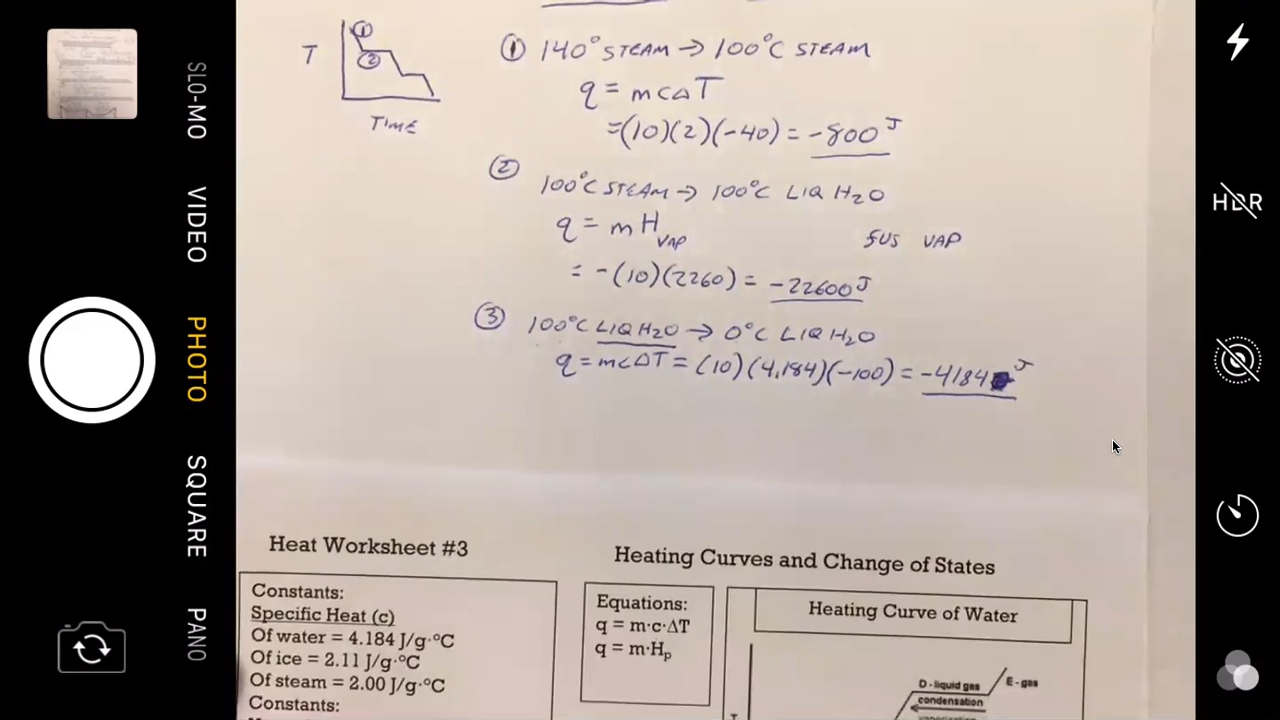 SLO-MO
VIDEO
PHOTO
SQUARE
PANO
HDR
T
①
②
TIME
① 140° STEAM → 100°C STEAM
q = mcΔT
=(10)(2)(-40) = -800 J
②
100°C STEAM → 100°C LIQ H₂O
q = m H VAP
fus VAP
= -(10)(2260) = -22600 J
③ 100°C LIQ H₂O → 0°C LIQ H₂O
q = mcΔT = (10)(4.184)(-100) = -4184 J
Heat Worksheet #3
Heating Curves and Change of States
Constants:
Specific Heat (c)
Of water = 4.184 J/g·°C
Of ice = 2.11 J/g·°C
Of steam = 2.00 J/g·°C
Constants:
Equations:
q = m·c·ΔT
q = m·Hp
Heating Curve of Water
D - liquid gas
E - gas
condensation